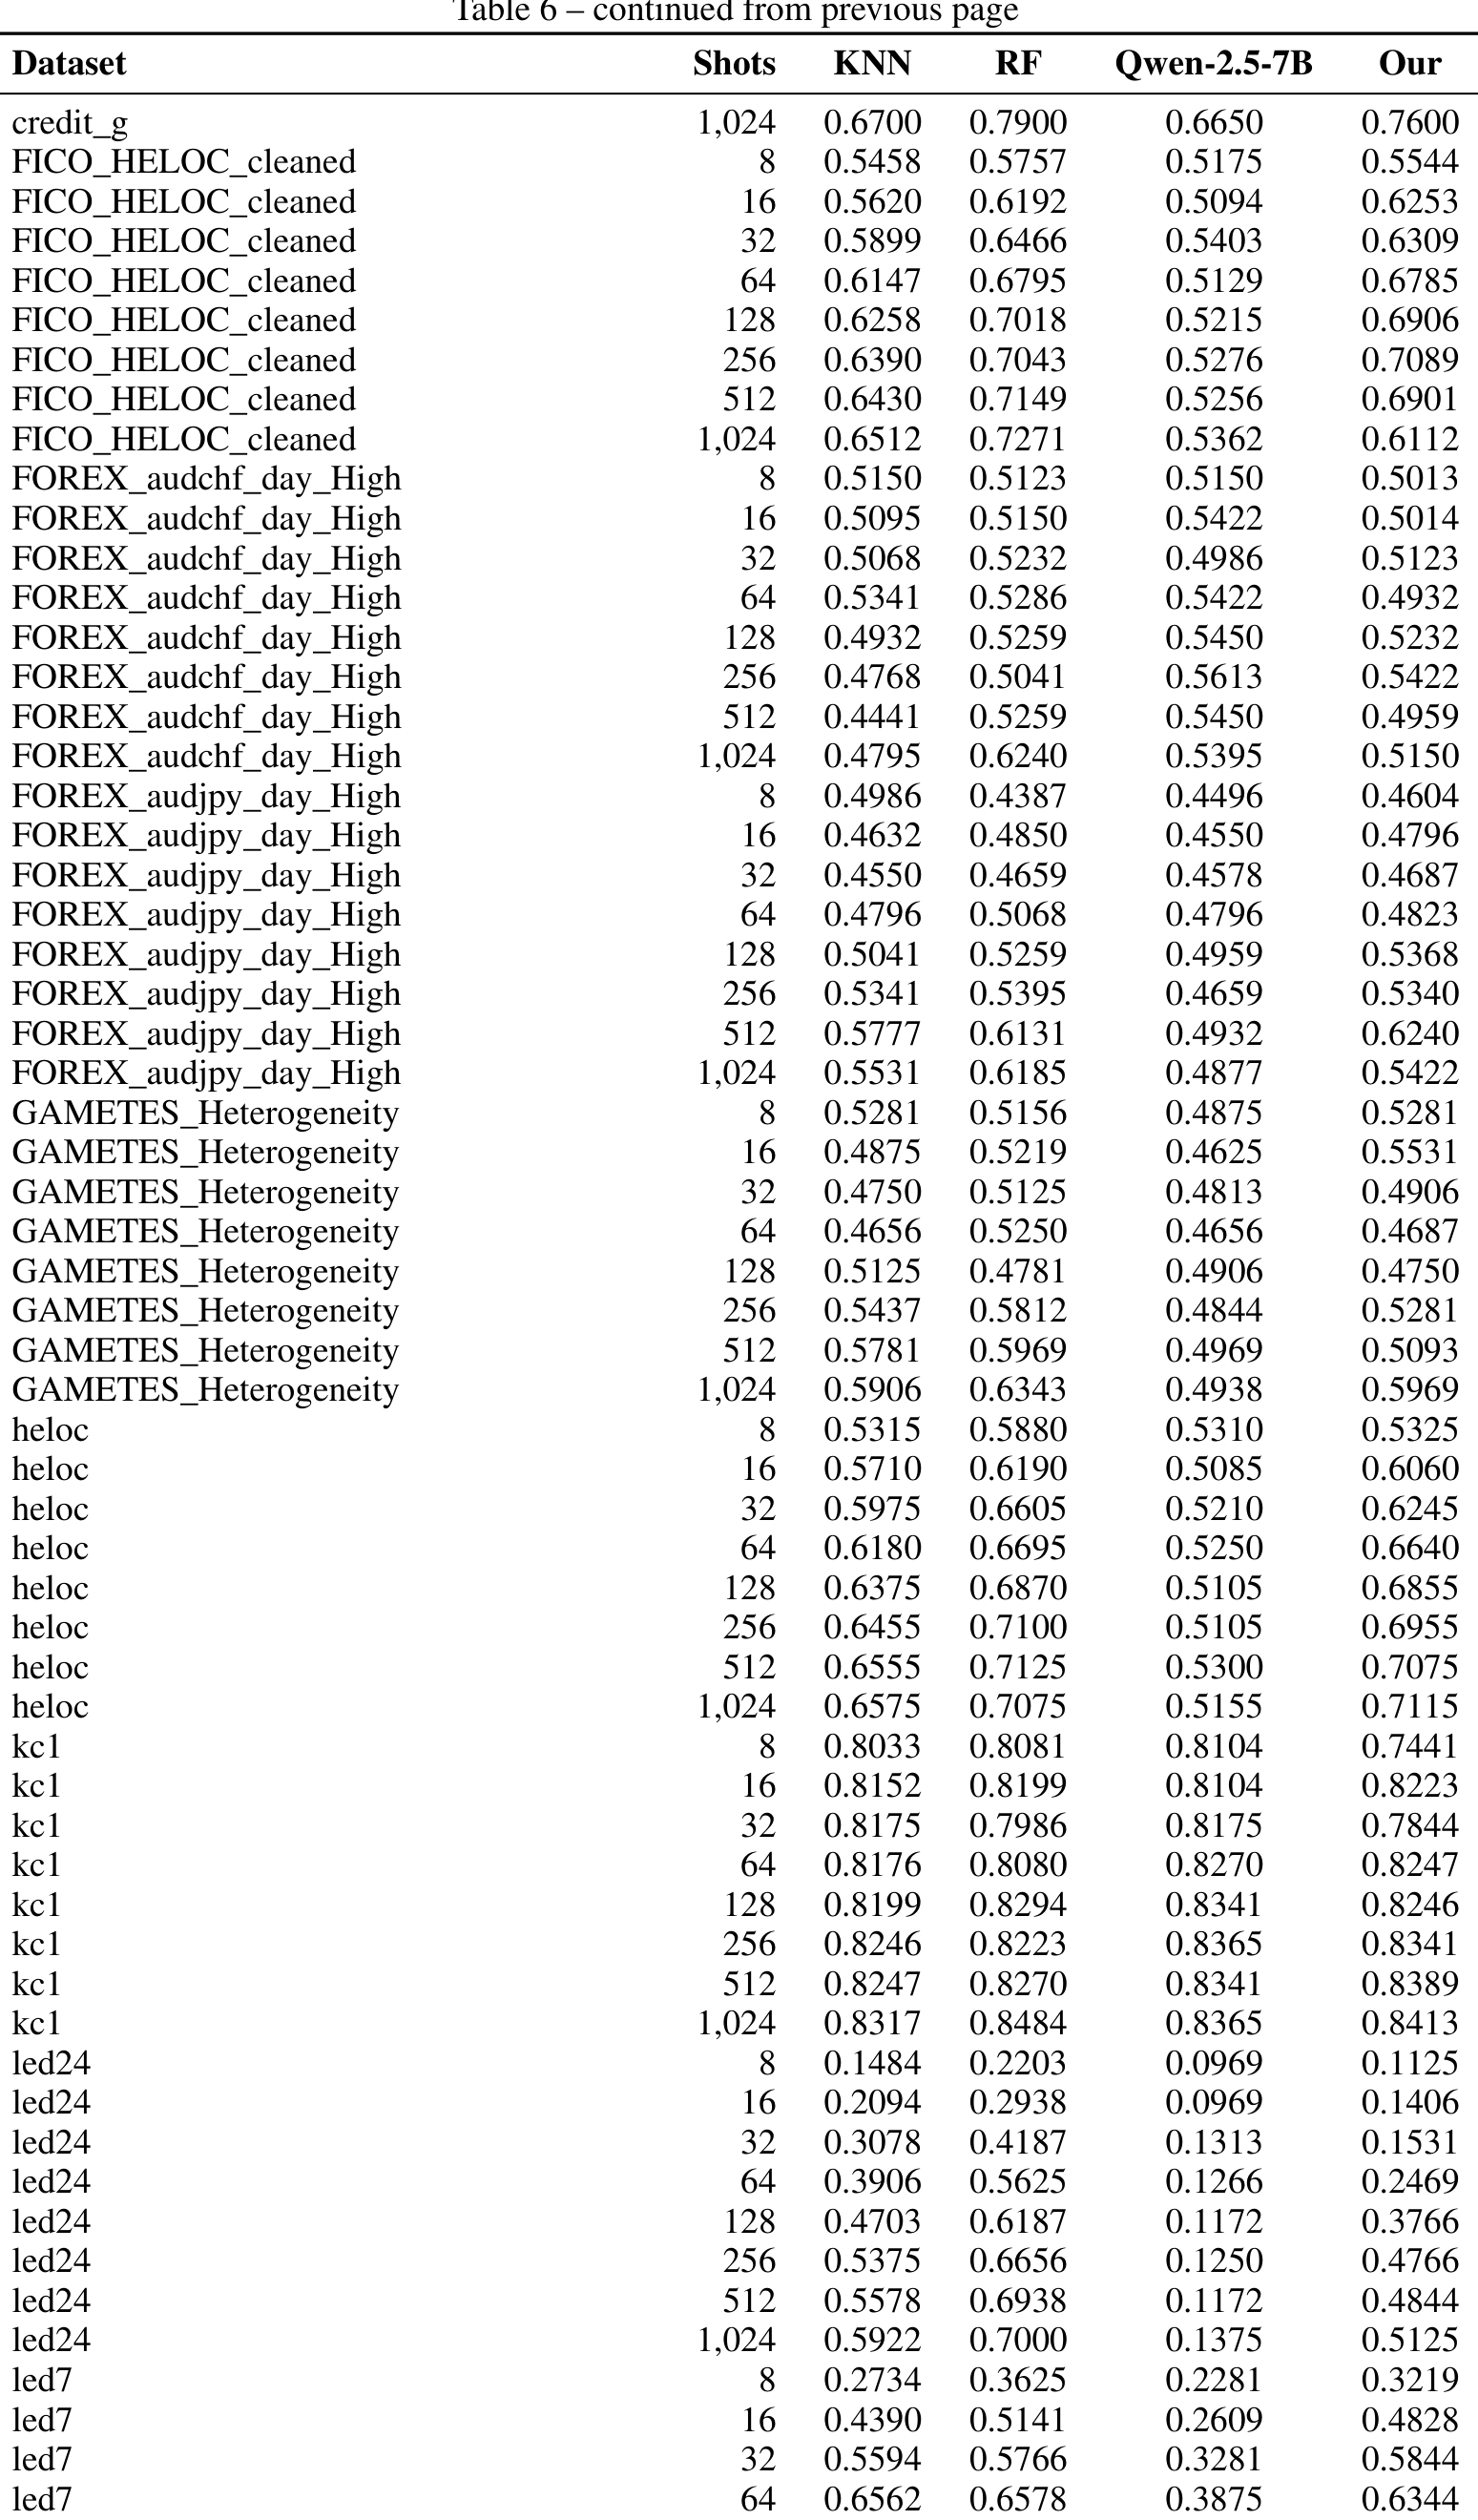 Table 6 – continued from previous page
Dataset Shots KNN RF Qwen-2.5-7B Our
credit_g 1,024 0.6700 0.7900 0.6650 0.7600
FICO_HELOC_cleaned 8 0.5458 0.5757 0.5175 0.5544
FICO_HELOC_cleaned 16 0.5620 0.6192 0.5094 0.6253
FICO_HELOC_cleaned 32 0.5899 0.6466 0.5403 0.6309
FICO_HELOC_cleaned 64 0.6147 0.6795 0.5129 0.6785
FICO_HELOC_cleaned 128 0.6258 0.7018 0.5215 0.6906
FICO_HELOC_cleaned 256 0.6390 0.7043 0.5276 0.7089
FICO_HELOC_cleaned 512 0.6430 0.7149 0.5256 0.6901
FICO_HELOC_cleaned 1,024 0.6512 0.7271 0.5362 0.6112
FOREX_audchf_day_High 8 0.5150 0.5123 0.5150 0.5013
FOREX_audchf_day_High 16 0.5095 0.5150 0.5422 0.5014
FOREX_audchf_day_High 32 0.5068 0.5232 0.4986 0.5123
FOREX_audchf_day_High 64 0.5341 0.5286 0.5422 0.4932
FOREX_audchf_day_High 128 0.4932 0.5259 0.5450 0.5232
FOREX_audchf_day_High 256 0.4768 0.5041 0.5613 0.5422
FOREX_audchf_day_High 512 0.4441 0.5259 0.5450 0.4959
FOREX_audchf_day_High 1,024 0.4795 0.6240 0.5395 0.5150
FOREX_audjpy_day_High 8 0.4986 0.4387 0.4496 0.4604
FOREX_audjpy_day_High 16 0.4632 0.4850 0.4550 0.4796
FOREX_audjpy_day_High 32 0.4550 0.4659 0.4578 0.4687
FOREX_audjpy_day_High 64 0.4796 0.5068 0.4796 0.4823
FOREX_audjpy_day_High 128 0.5041 0.5259 0.4959 0.5368
FOREX_audjpy_day_High 256 0.5341 0.5395 0.4659 0.5340
FOREX_audjpy_day_High 512 0.5777 0.6131 0.4932 0.6240
FOREX_audjpy_day_High 1,024 0.5531 0.6185 0.4877 0.5422
GAMETES_Heterogeneity 8 0.5281 0.5156 0.4875 0.5281
GAMETES_Heterogeneity 16 0.4875 0.5219 0.4625 0.5531
GAMETES_Heterogeneity 32 0.4750 0.5125 0.4813 0.4906
GAMETES_Heterogeneity 64 0.4656 0.5250 0.4656 0.4687
GAMETES_Heterogeneity 128 0.5125 0.4781 0.4906 0.4750
GAMETES_Heterogeneity 256 0.5437 0.5812 0.4844 0.5281
GAMETES_Heterogeneity 512 0.5781 0.5969 0.4969 0.5093
GAMETES_Heterogeneity 1,024 0.5906 0.6343 0.4938 0.5969
heloc 8 0.5315 0.5880 0.5310 0.5325
heloc 16 0.5710 0.6190 0.5085 0.6060
heloc 32 0.5975 0.6605 0.5210 0.6245
heloc 64 0.6180 0.6695 0.5250 0.6640
heloc 128 0.6375 0.6870 0.5105 0.6855
heloc 256 0.6455 0.7100 0.5105 0.6955
heloc 512 0.6555 0.7125 0.5300 0.7075
heloc 1,024 0.6575 0.7075 0.5155 0.7115
kc1 8 0.8033 0.8081 0.8104 0.7441
kc1 16 0.8152 0.8199 0.8104 0.8223
kc1 32 0.8175 0.7986 0.8175 0.7844
kc1 64 0.8176 0.8080 0.8270 0.8247
kc1 128 0.8199 0.8294 0.8341 0.8246
kc1 256 0.8246 0.8223 0.8365 0.8341
kc1 512 0.8247 0.8270 0.8341 0.8389
kc1 1,024 0.8317 0.8484 0.8365 0.8413
led24 8 0.1484 0.2203 0.0969 0.1125
led24 16 0.2094 0.2938 0.0969 0.1406
led24 32 0.3078 0.4187 0.1313 0.1531
led24 64 0.3906 0.5625 0.1266 0.2469
led24 128 0.4703 0.6187 0.1172 0.3766
led24 256 0.5375 0.6656 0.1250 0.4766
led24 512 0.5578 0.6938 0.1172 0.4844
led24 1,024 0.5922 0.7000 0.1375 0.5125
led7 8 0.2734 0.3625 0.2281 0.3219
led7 16 0.4390 0.5141 0.2609 0.4828
led7 32 0.5594 0.5766 0.3281 0.5844
led7 64 0.6562 0.6578 0.3875 0.6344